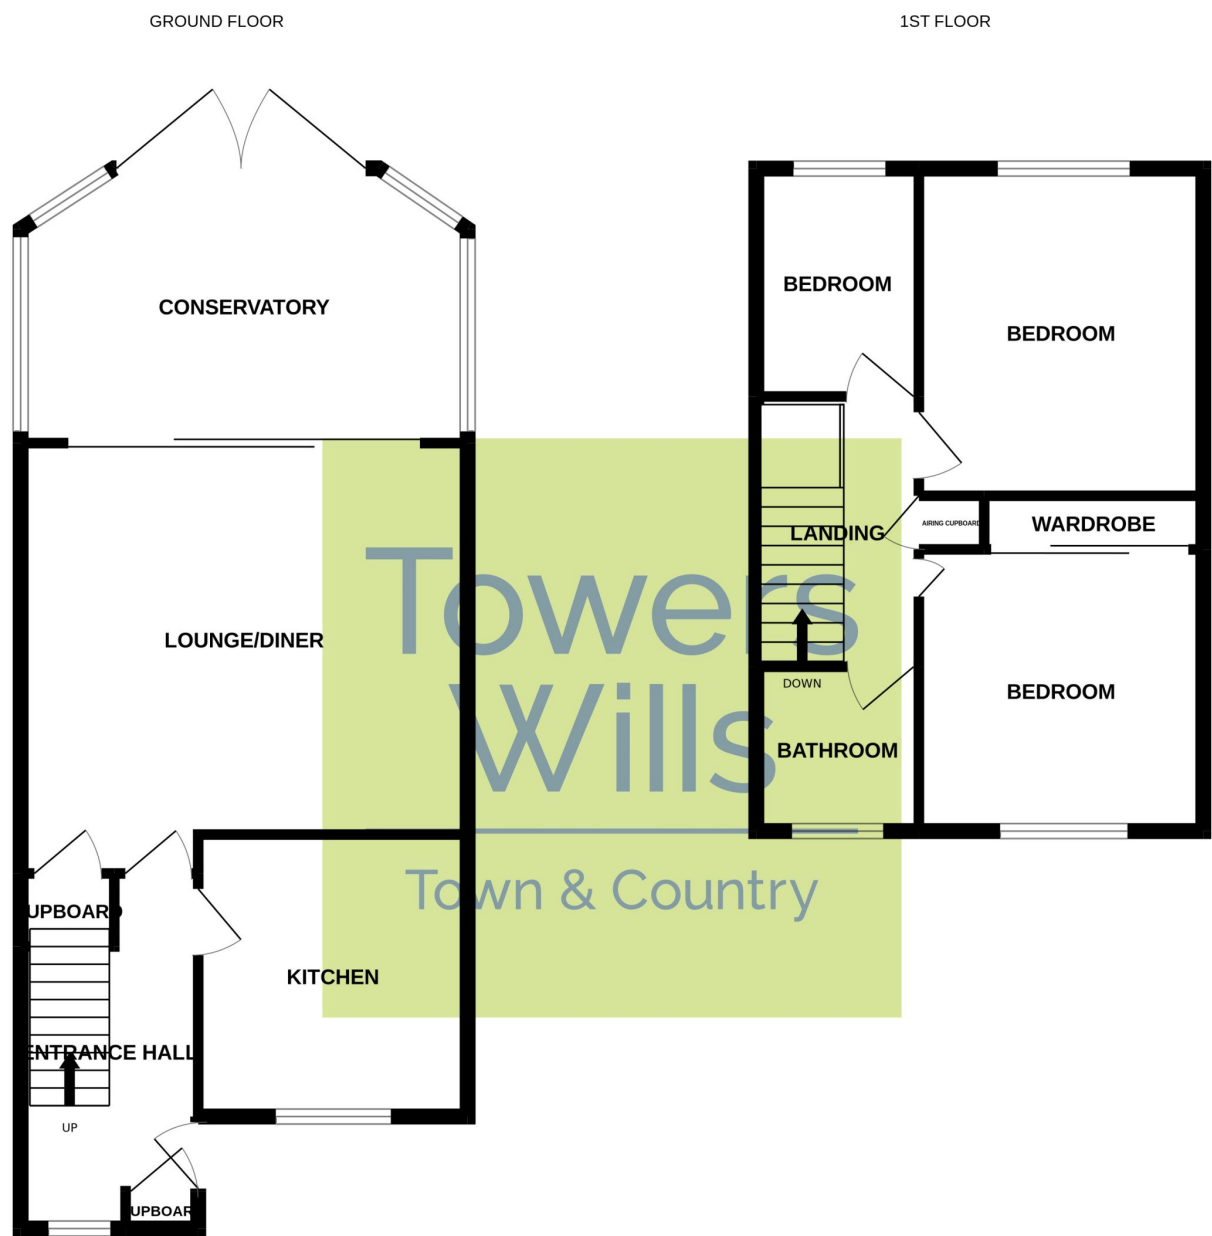 GROUND FLOOR
1ST FLOOR
CONSERVATORY
LOUNGE/DINER
UPBOARD
KITCHEN
ENTRANCE HALL
UP
UPBOAR
BEDROOM
BEDROOM
AIRING CUPBOARD
WARDROBE
LANDING
BEDROOM
DOWN
BATHROOM
Towers
Wills
Town & Country